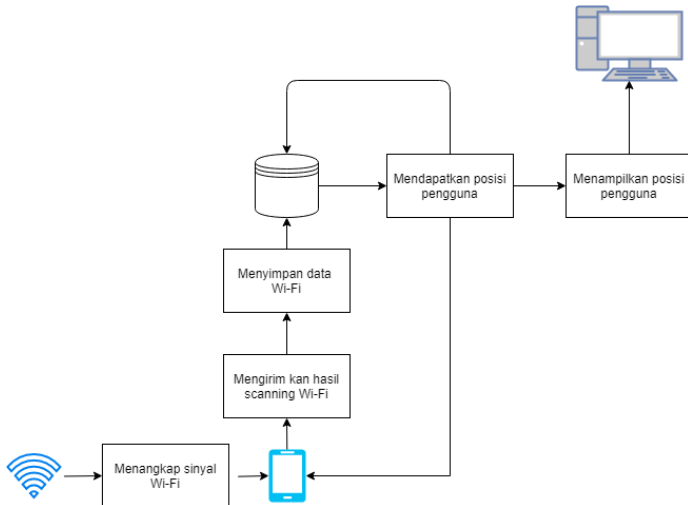 Mendapatkan posisi
pengguna
Menampilkan posisi
pengguna
Menyimpan data
Wi-Fi
Mengirim kan hasil
scanning Wi-Fi
Menangkap sinyal
Wi-Fi